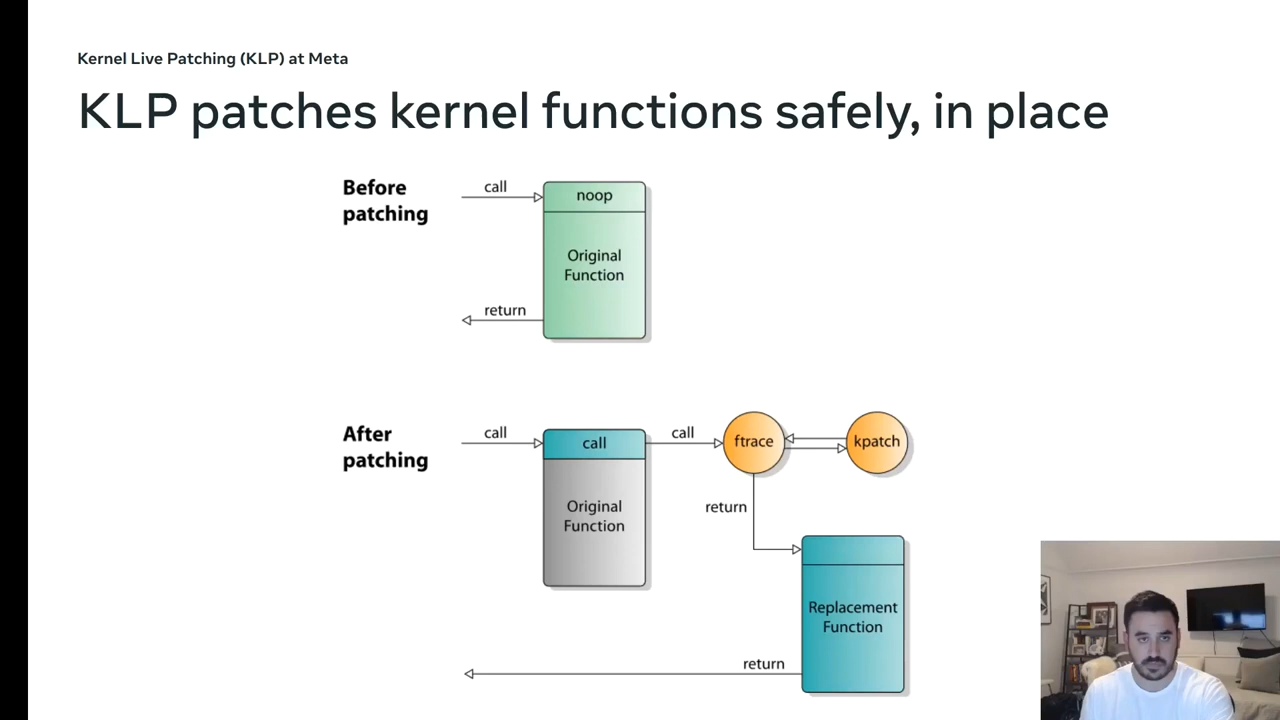 Kernel Live Patching (KLP) at Meta
KLP patches kernel functions safely, in place
Before
patching
call
noop
Original
Function
return
After
patching
call
call
call
ftrace
kpatch
Original
Function
return
Replacement
Function
return